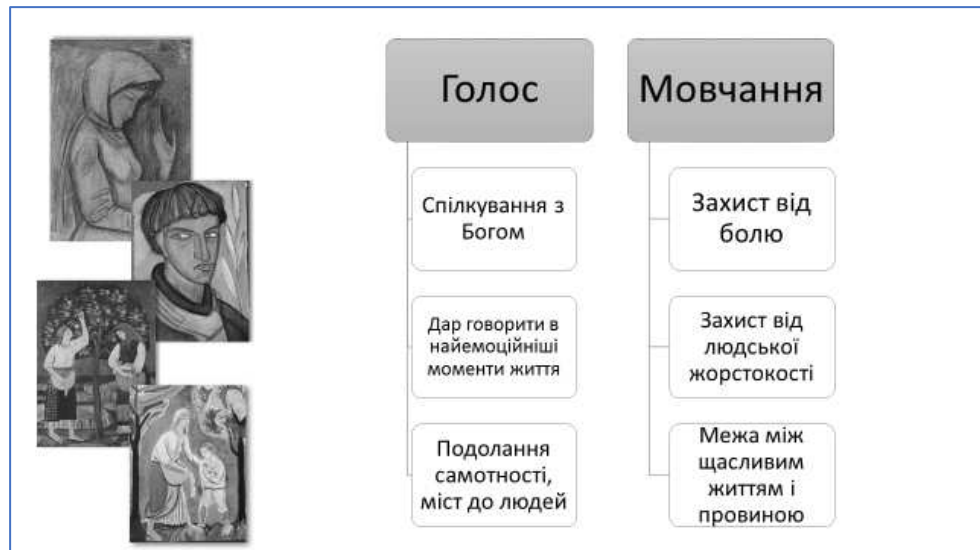 Голос
Спілкування з
Богом
Дар говорити в
найемоційніші
моменти життя
Подолання
самотності,
міст до людей
Мовчання
Захист від
болю
Захист від
людської
жорстокості
Межа між
щасливим
життям і
провиною